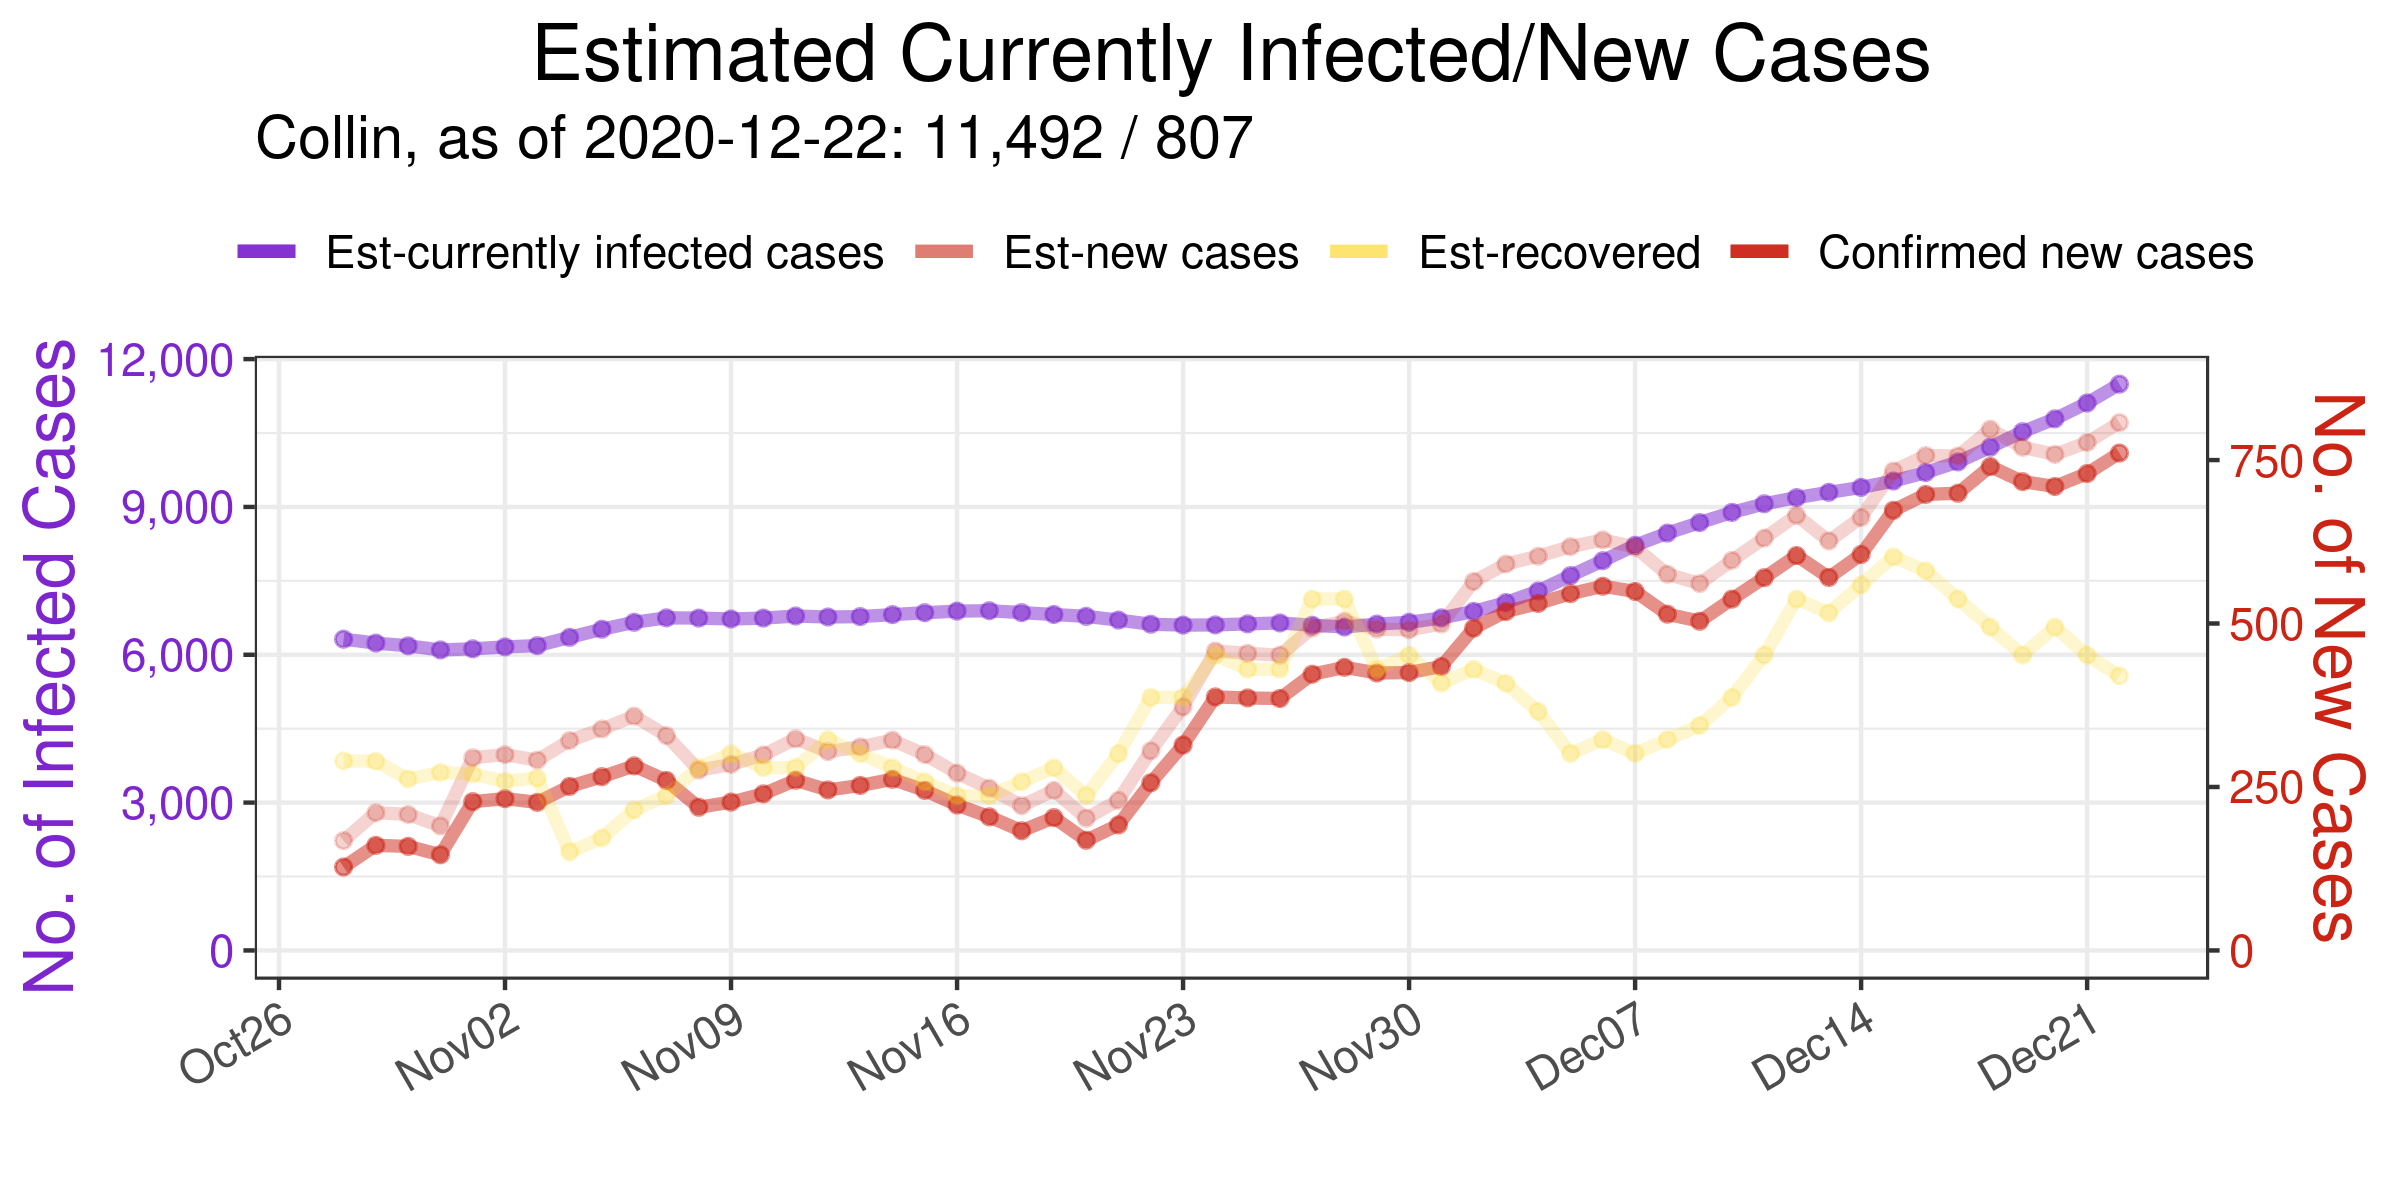 Estimated Currently Infected/New Cases
Collin, as of 2020-12-22: 11,492 / 807
Est-currently infected cases Est-new cases Est-recovered Confirmed new cases
No. of Infected Cases
12,000
9,000
6,000
3,000
0
750
500
250
0
No. of New Cases
Oct26 Nov02 Nov09 Nov16 Nov23 Nov30 Dec07 Dec14 Dec21